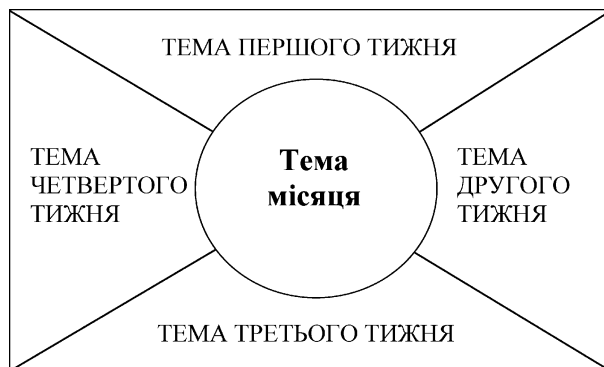 ТЕМА ПЕРШОГО ТИЖНЯ
ТЕМА
ЧЕТВЕРТОГО
ТИЖНЯ
Тема
місяця
ТЕМА
ДРУГОГО
ТИЖНЯ
ТЕМА ТРЕТЬОГО ТИЖНЯ